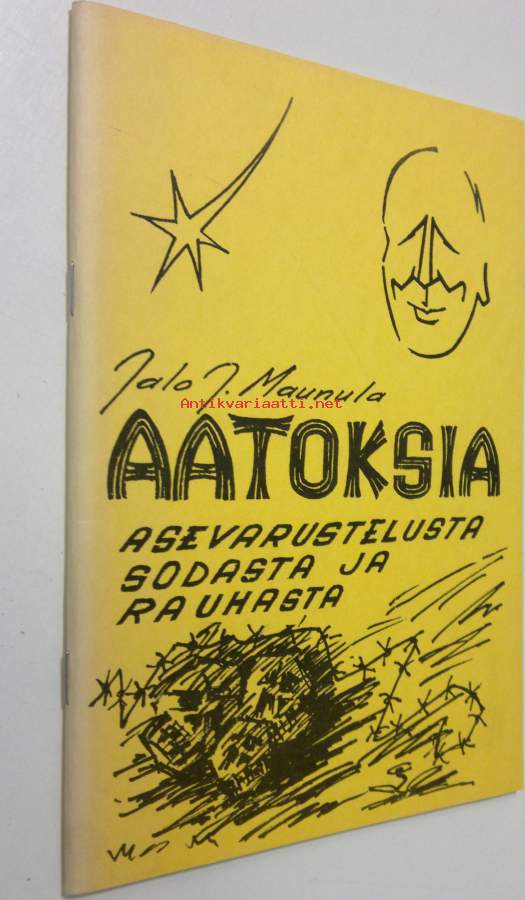 Jalo J. Maunula
Antikvariaatti.net
AATOKSIA
ASEVARUSTELUSTA
SODASTA JA
RAUHASTA